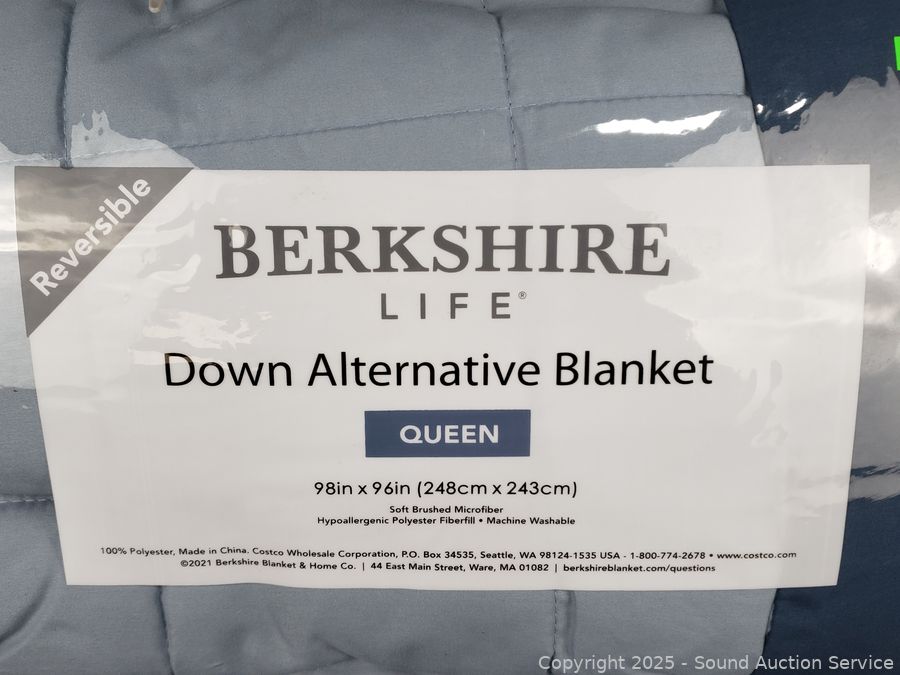 Reversible
BERKSHIRE
LIFE®
Down Alternative Blanket
QUEEN
98in x 96in (248cm x 243cm)
Soft Brushed Microfiber
Hypoallergenic Polyester Fiberfill • Machine Washable
100% Polyester, Made in China. Costco Wholesale Corporation, P.O. Box 34535, Seattle, WA 98124-1535 USA - 1-800-774-2678 • www.costco.com
©2021 Berkshire Blanket & Home Co. | 44 East Main Street, Ware, MA 01082 | berkshireblanket.com/questions
Copyright 2025 - Sound Auction Service